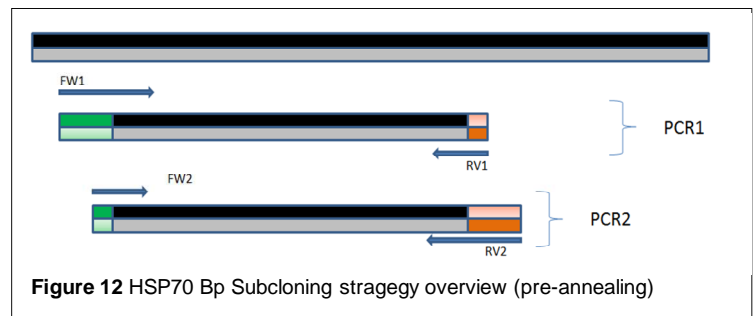 FW1
PCR1
RV1
FW2
PCR2
RV2
Figure 12 HSP70 Bp Subcloning stragegy overview (pre-annealing)